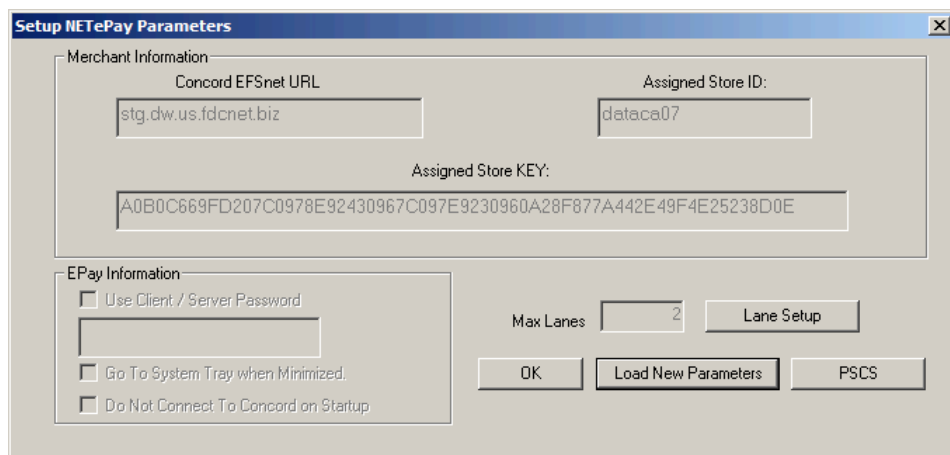 Setup NETePay Parameters
Merchant Information
Concord EFSnet URL
Assigned Store ID:
stg.dw.us.fdcnet.biz
dataca07
Assigned Store KEY:
A0B0C669FD207C0978E92430967C097E9230960A28F877A442E49F4E25238D0E
EPay Information
Use Client / Server Password
Max Lanes
2
Lane Setup
Go To System Tray when Minimized.
OK
Load New Parameters
PSCS
Do Not Connect To Concord on Startup